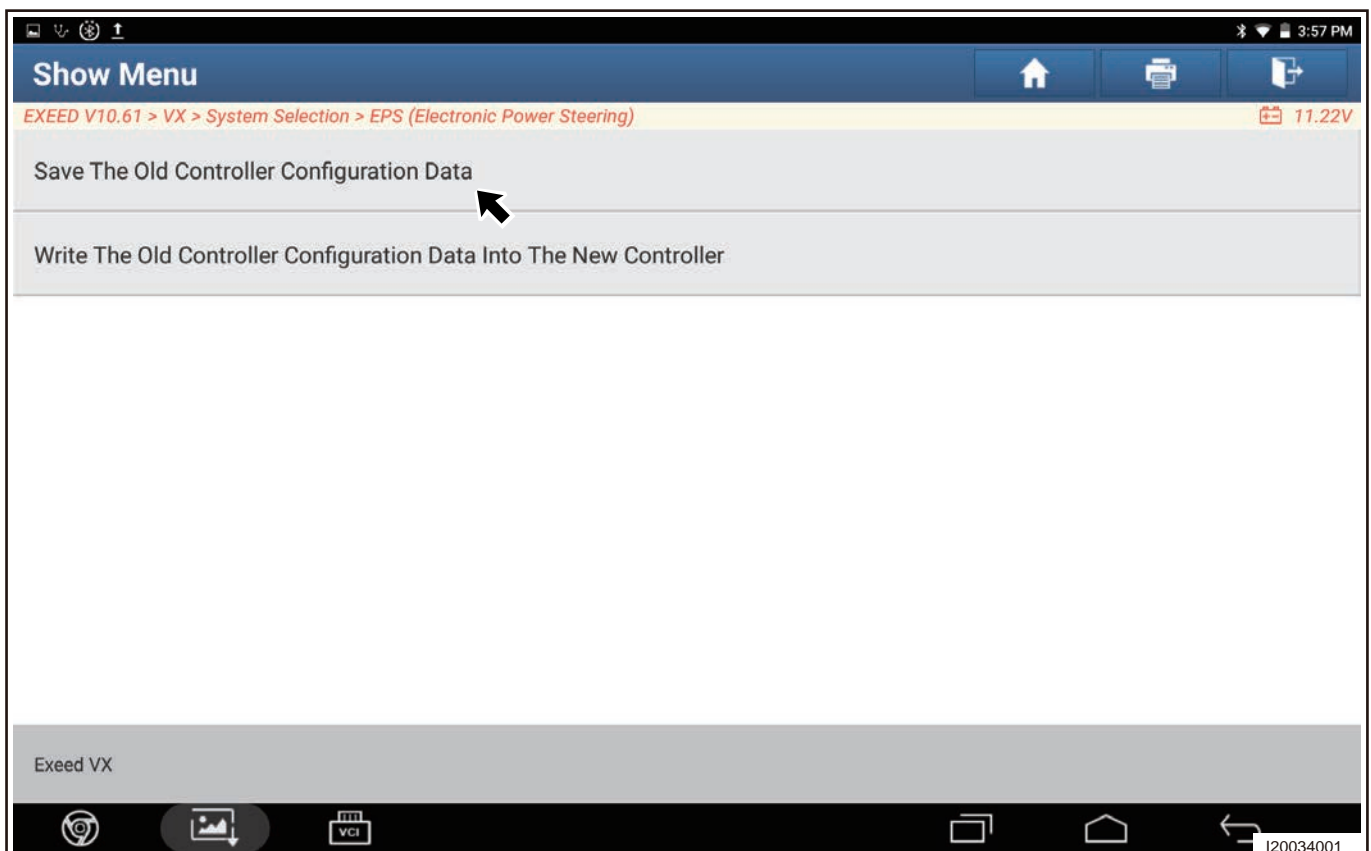 3:57 PM
Show Menu
EXEED V10.61 > VX > System Selection > EPS (Electronic Power Steering)
11.22V
Save The Old Controller Configuration Data
Write The Old Controller Configuration Data Into The New Controller
Exeed VX
VCI
I20034001